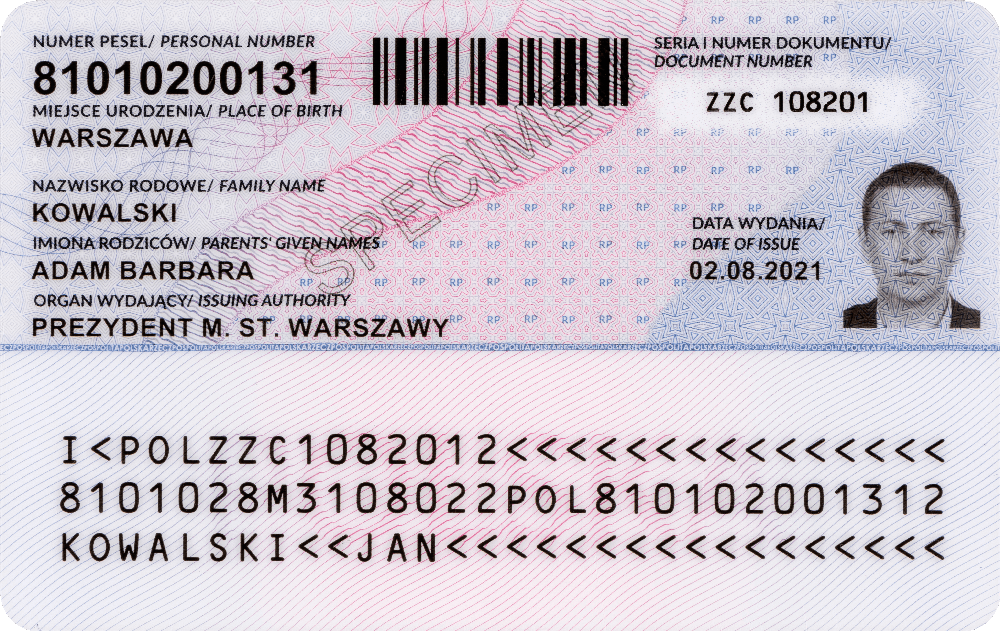 NUMER PESEL/ PERSONAL NUMBER
81010200131
MIEJSCE URODZENIA/ PLACE OF BIRTH
WARSZAWA
NAZWISKO RODOWE/ FAMILY NAME
KOWALSKI
IMIONA RODZICÓW/ PARENTS' GIVEN NAMES
ADAM BARBARA
ORGAN WYDAJĄCY/ ISSUING AUTHORITY
PREZYDENT M. ST. WARSZAWY
SPECIMEN
SERIA I NUMER DOKUMENTU/
DOCUMENT NUMBER
ZZC 108201
DATA WYDANIA/
DATE OF ISSUE
02.08.2021
I<POLZZC1082012<<<<<<<<<<<<<<<
8101028M3108022POL810102001312
KOWALSKI<<JAN<<<<<<<<<<<<<<<<<